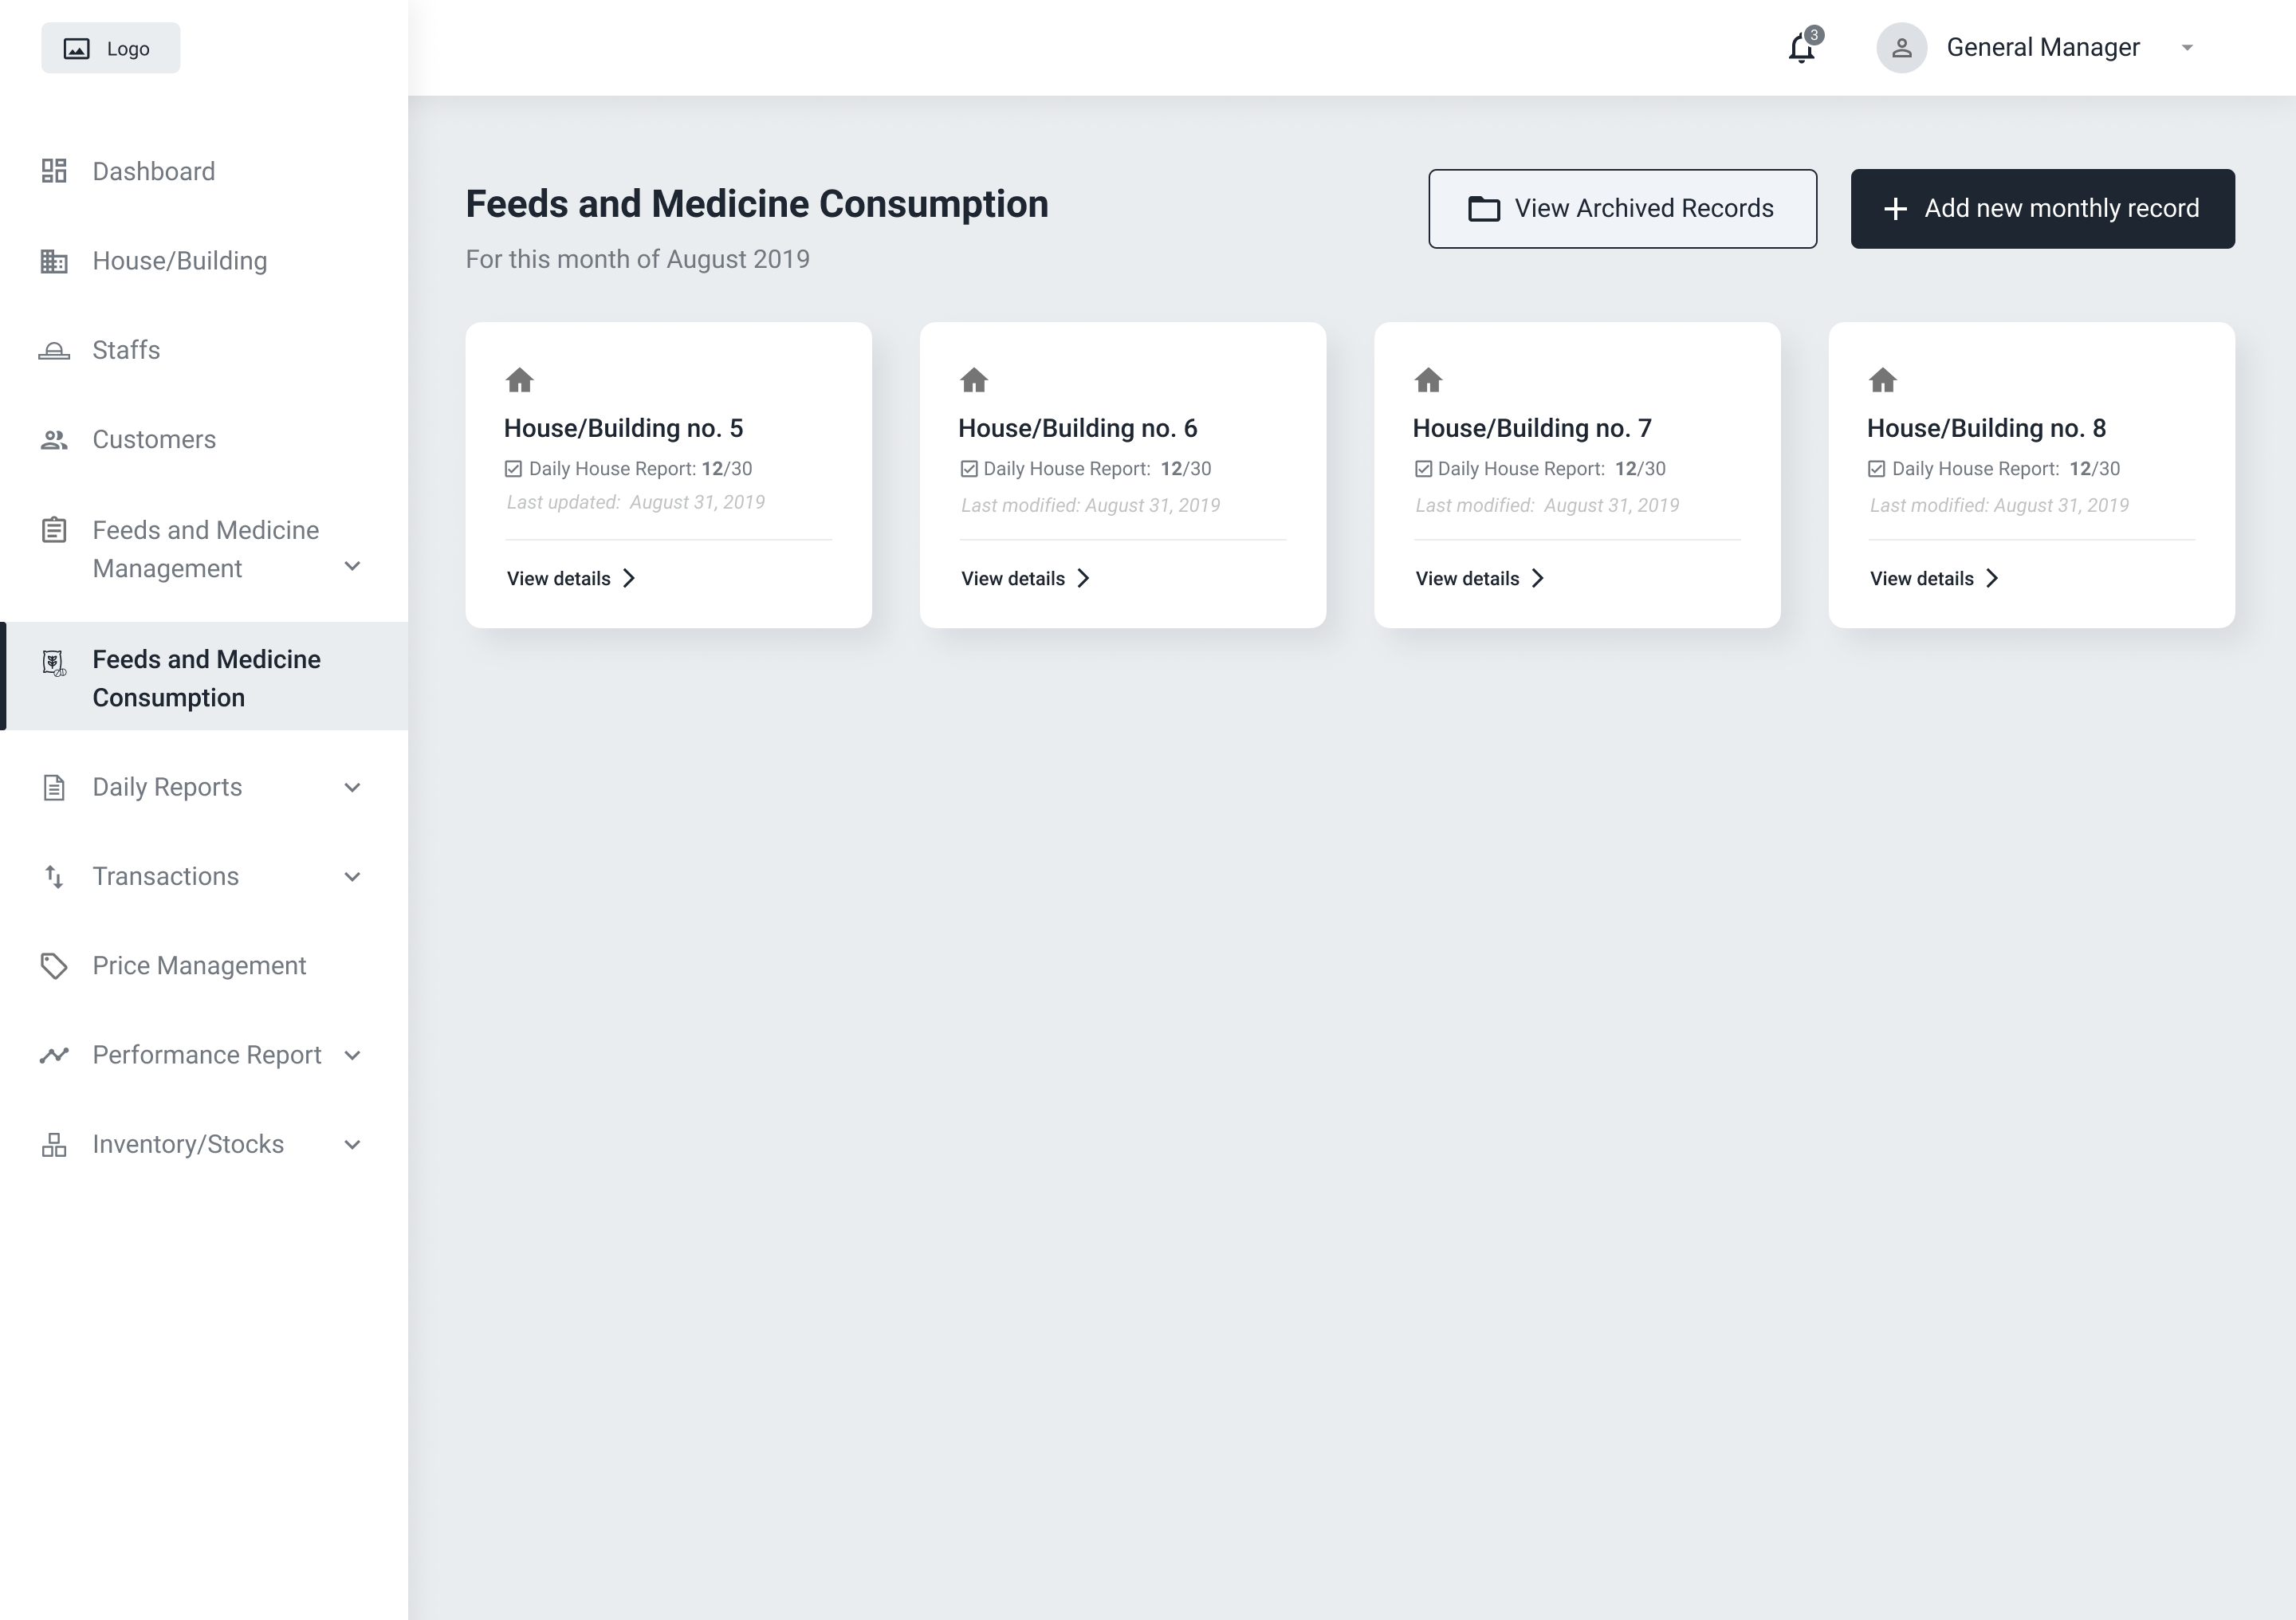 Logo
3
General Manager
Dashboard
House/Building
Staffs
Customers
Feeds and Medicine
Management
Feeds and Medicine
Consumption
Daily Reports
Transactions
Price Management
Performance Report
Inventory/Stocks
Feeds and Medicine Consumption
For this month of August 2019
View Archived Records
Add new monthly record
House/Building no. 5
Daily House Report: 12/30
Last updated: August 31, 2019
View details
House/Building no. 6
Daily House Report: 12/30
Last modified: August 31, 2019
View details
House/Building no. 7
Daily House Report: 12/30
Last modified: August 31, 2019
View details
House/Building no. 8
Daily House Report: 12/30
Last modified: August 31, 2019
View details